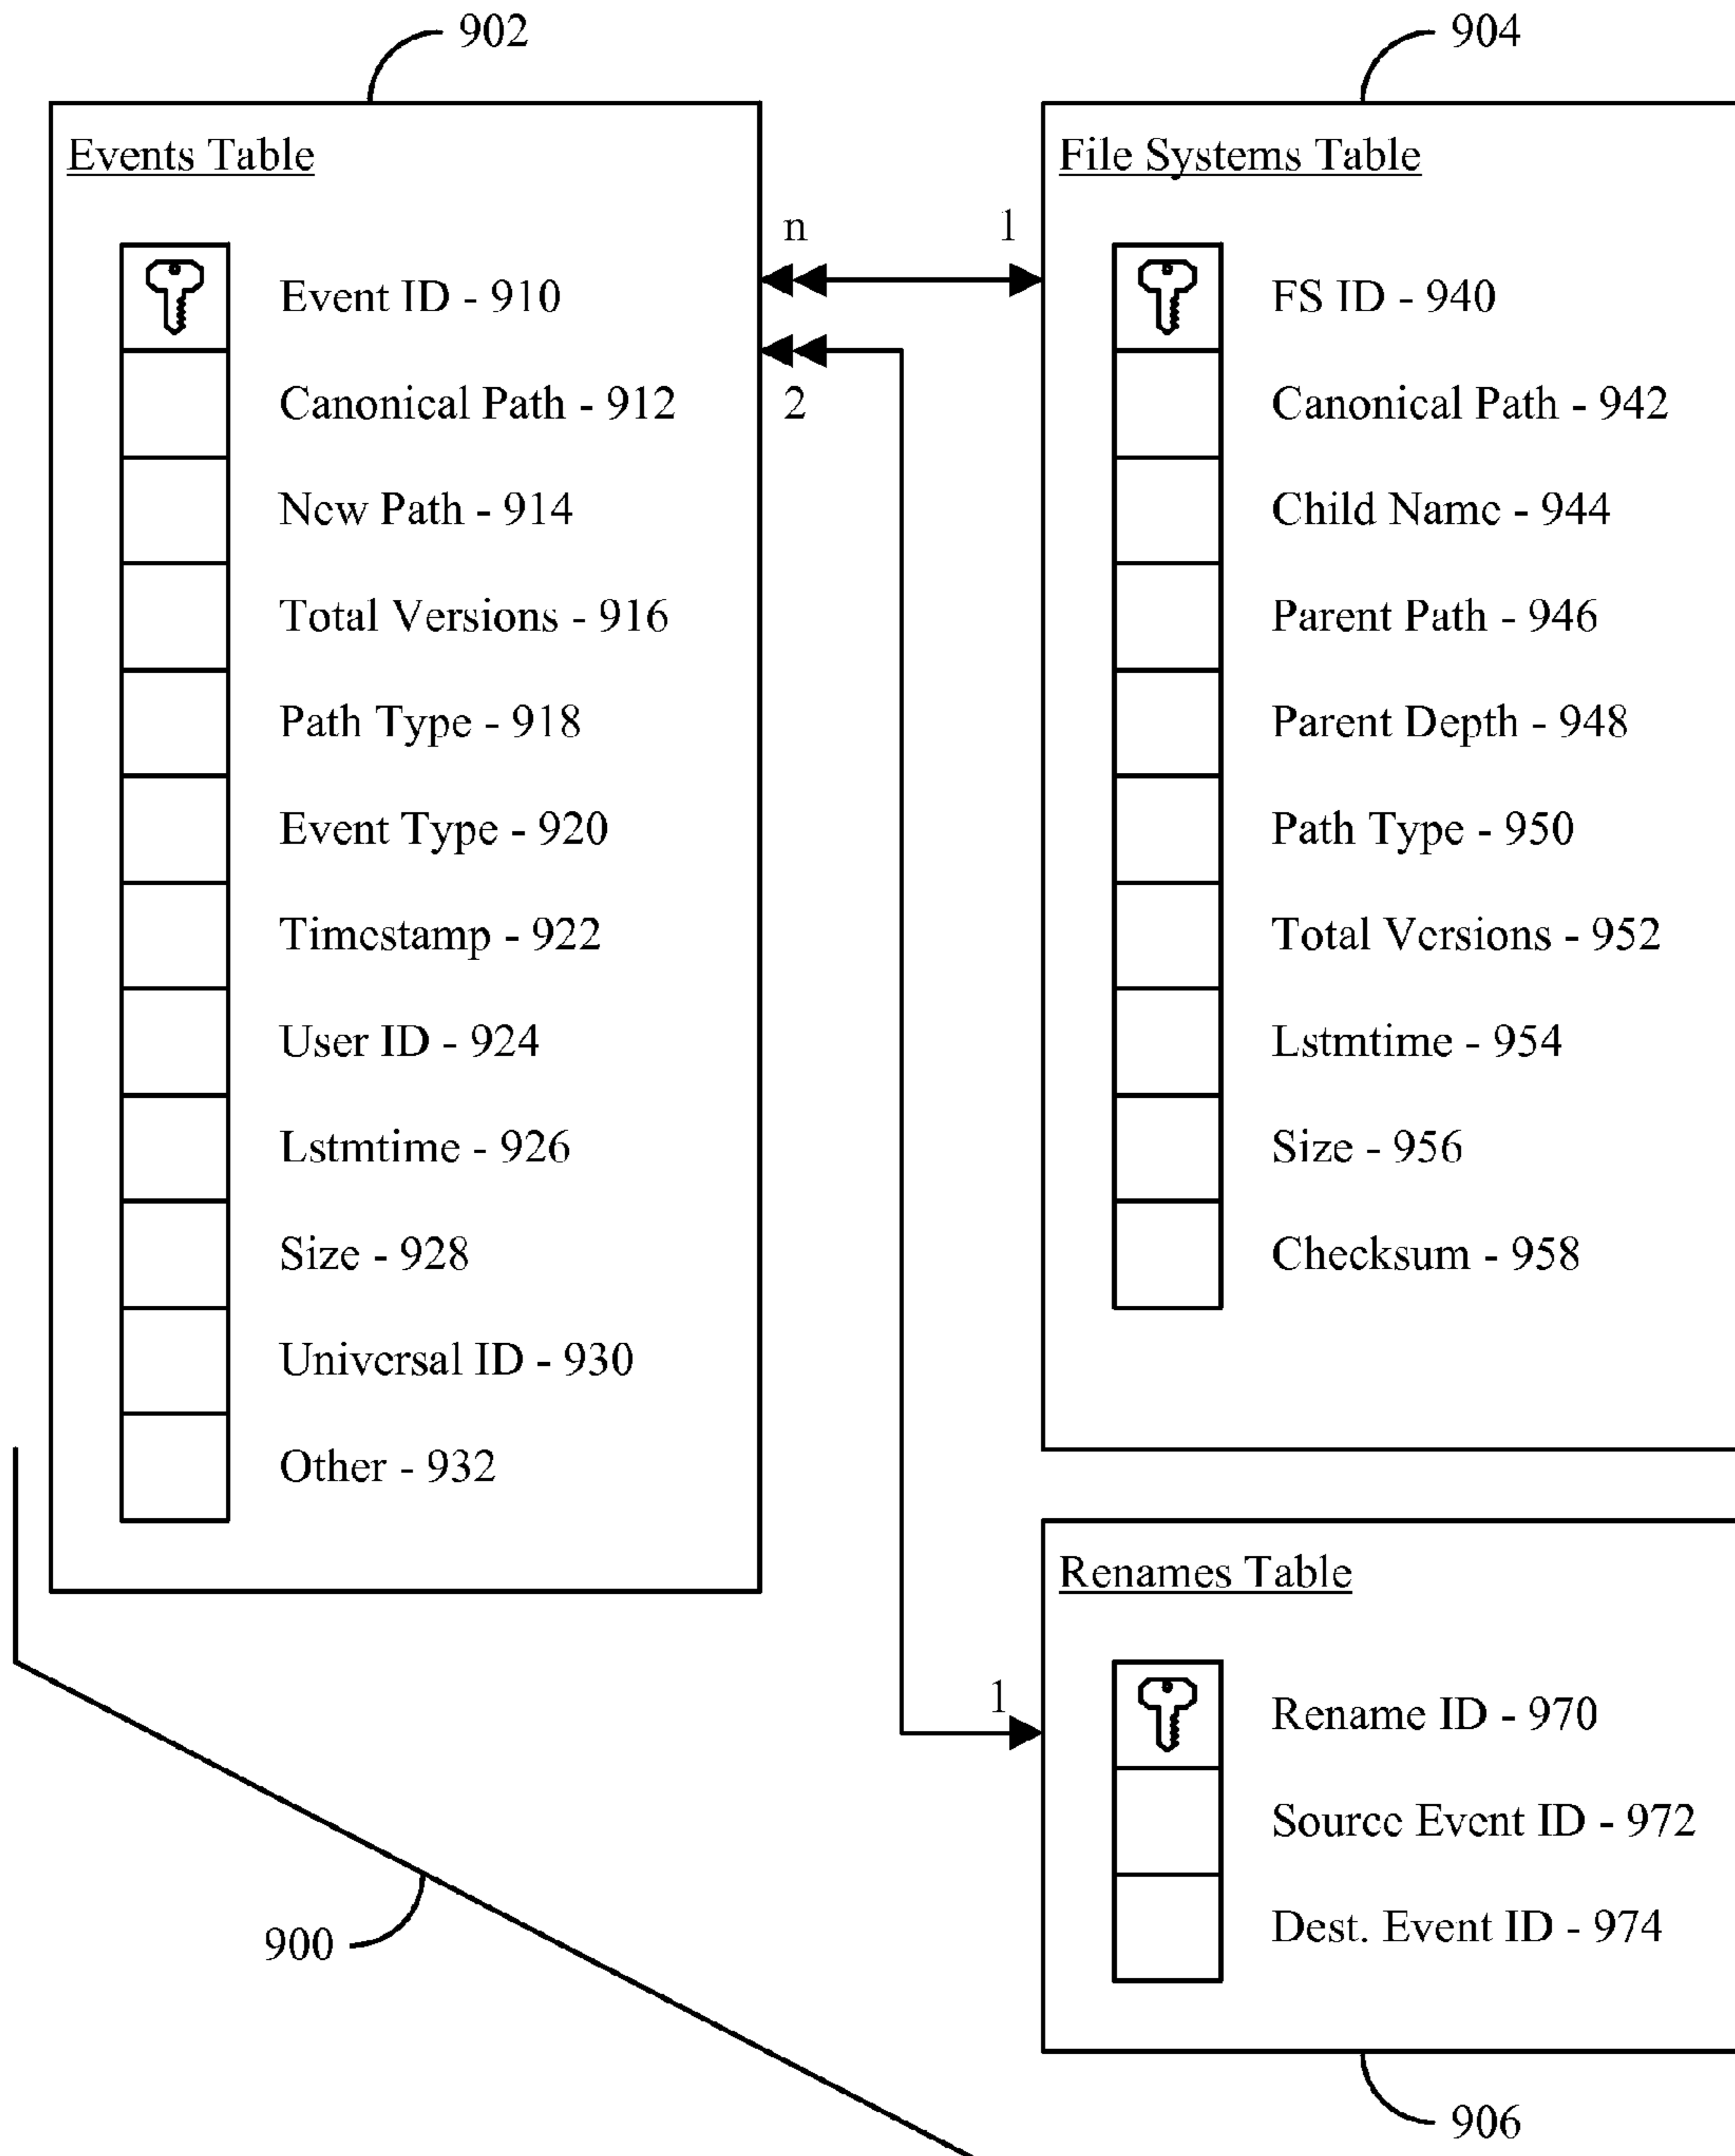 902
904
Events Table
File Systems Table
n
1
Event ID - 910
FS ID - 940
2
Canonical Path - 912
Canonical Path - 942
New Path - 914
Child Name - 944
Total Versions - 916
Parent Path - 946
Path Type - 918
Parent Depth - 948
Event Type - 920
Path Type - 950
Timestamp - 922
Total Versions - 952
User ID - 924
Lstmtime - 954
Lstmtime - 926
Size - 956
Size - 928
Checksum - 958
Universal ID - 930
Other - 932
Renames Table
1
Rename ID - 970
Source Event ID - 972
Dest. Event ID - 974
900
906